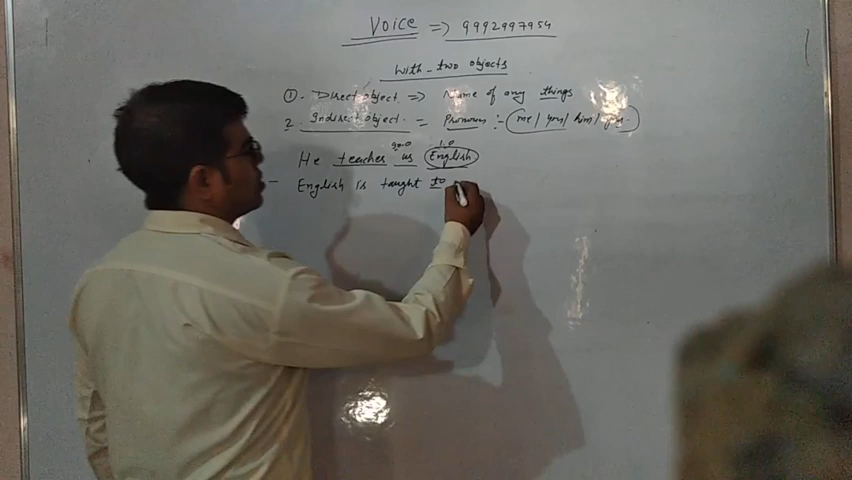 Voice => 9992997954
With two objects
①. Direct object => Name of any things
2. Indirect object. = Pronoun :- (me / you / him /
He teaches us English
- English is taught to